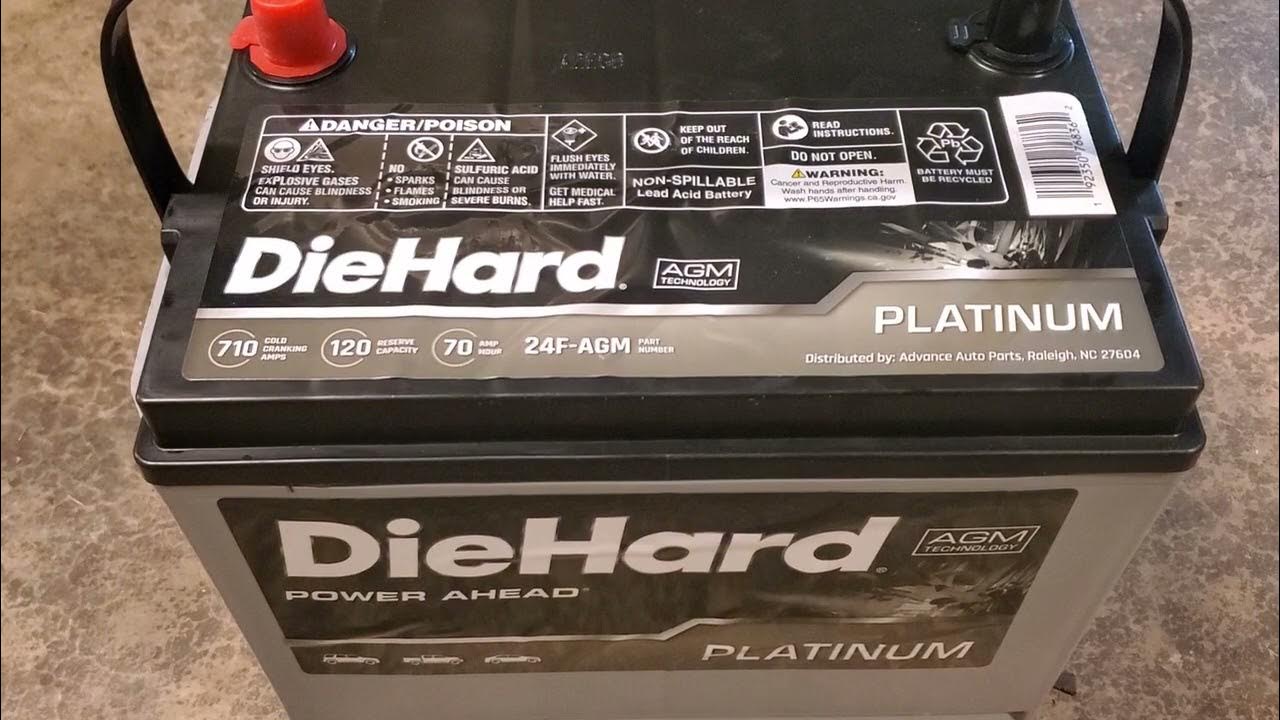 DANGER/POISON
SHIELD EYES.
EXPLOSIVE GASES
CAN CAUSE BLINDNESS
OR INJURY.
NO
• SPARKS
• FLAMES
• SMOKING
SULFURIC ACID
CAN CAUSE
BLINDNESS OR
SEVERE BURNS.
FLUSH EYES
IMMEDIATELY
WITH WATER.
GET MEDICAL
HELP FAST.
KEEP OUT
OF THE REACH
OF CHILDREN.
NON-SPILLABLE
Lead Acid Battery
READ
INSTRUCTIONS.
DO NOT OPEN.
WARNING:
Cancer and Reproductive Harm.
Wash hands after handling.
www.P65Warnings.ca.gov
Pb
BATTERY MUST
BE RECYCLED
1 92350 76836 2
DieHard®
AGM
TECHNOLOGY
PLATINUM
710 COLD CRANKING AMPS
120 RESERVE CAPACITY
70 AMP HOUR
24F-AGM PART NUMBER
Distributed by: Advance Auto Parts, Raleigh, NC 27604
DieHard®
AGM
TECHNOLOGY
POWER AHEAD®
PLATINUM